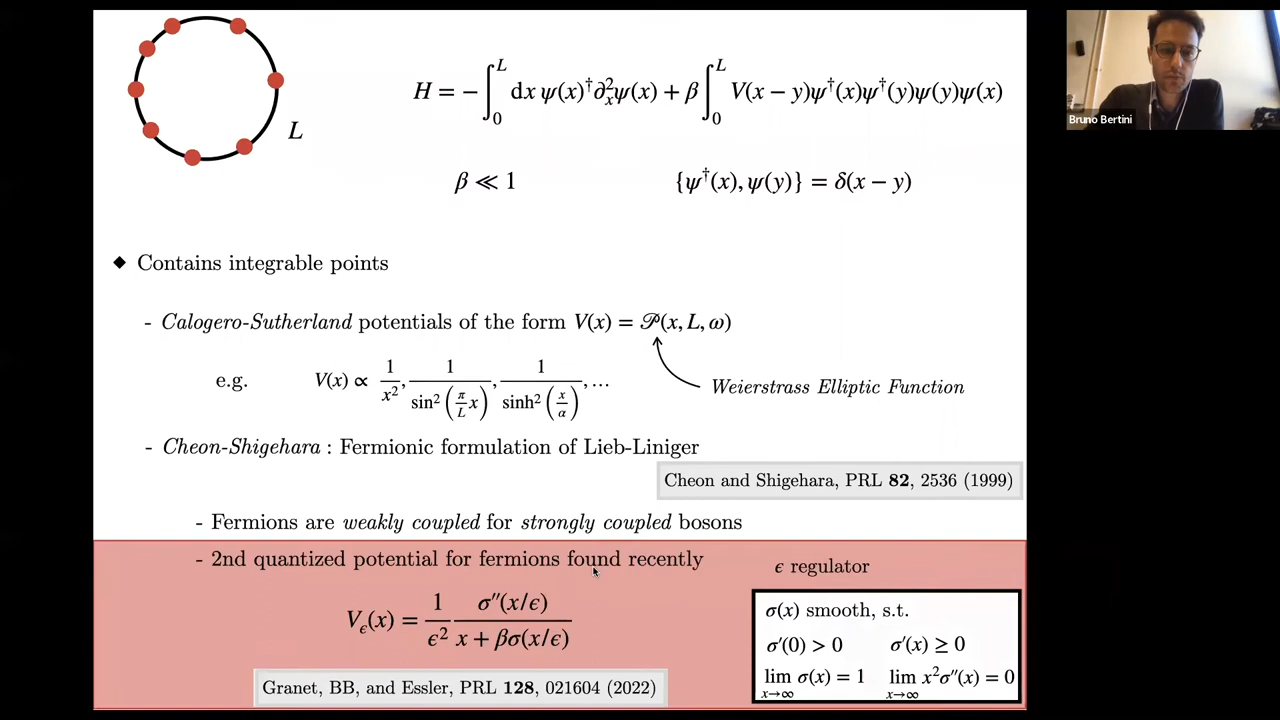 L
H = − ∫₀ᴸ dx ψ(x)†∂ₓ²ψ(x) + β ∫₀ᴸ V(x − y)ψ†(x)ψ†(y)ψ(y)ψ(x)
β ≪ 1 {ψ†(x), ψ(y)} = δ(x − y)
◆ Contains integrable points
- Calogero-Sutherland potentials of the form V(x) = 𝒫(x, L, ω)
e.g. V(x) ∝ 1/x², 1/sin²(π/L x), 1/sinh²(x/α), …
Weierstrass Elliptic Function
- Cheon-Shigehara : Fermionic formulation of Lieb-Liniger
Cheon and Shigehara, PRL 82, 2536 (1999)
- Fermions are weakly coupled for strongly coupled bosons
- 2nd quantized potential for fermions found recently
Vϵ(x) = 1/ϵ² σ′′(x/ϵ)/(x + βσ(x/ϵ))
Granet, BB, and Essler, PRL 128, 021604 (2022)
ϵ regulator
σ(x) smooth, s.t.
σ′(0) > 0 σ′(x) ≥ 0
lim x→∞ σ(x) = 1 lim x→∞ x²σ′′(x) = 0
Bruno Bertini